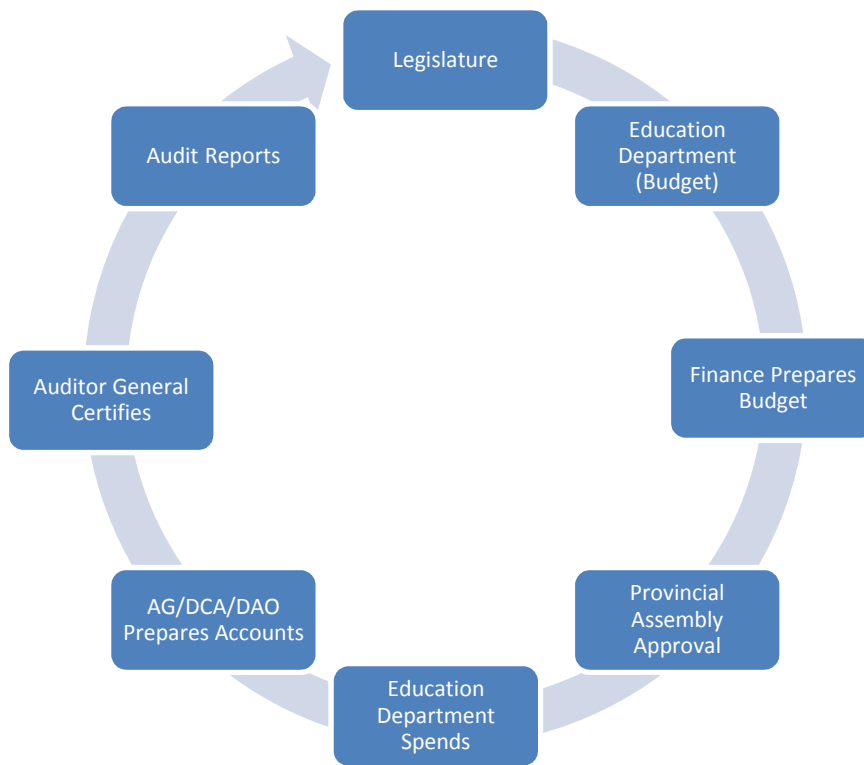 Legislature
Education
Department
(Budget)
Finance Prepares
Budget
Provincial
Assembly
Approval
Education
Department
Spends
AG/DCA/DAO
Prepares Accounts
Auditor General
Certifies
Audit Reports